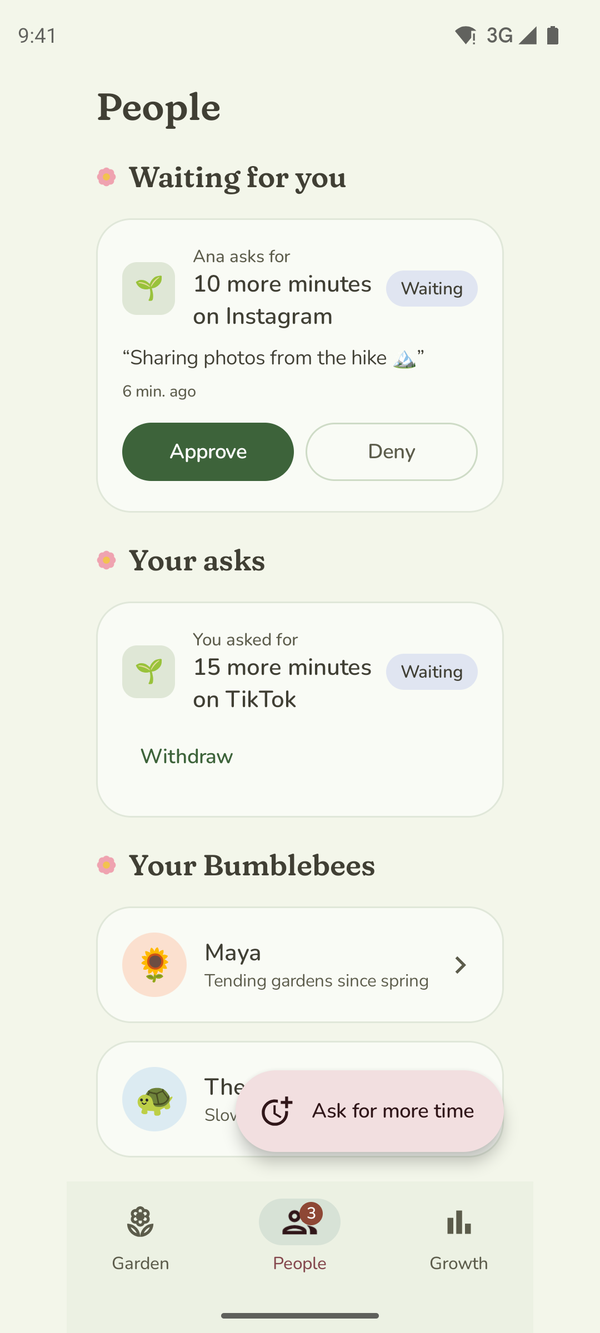 9:41
3G
People
Waiting for you
Ana asks for
10 more minutes
on Instagram
Waiting
“Sharing photos from the hike 🏔️”
6 min. ago
Approve
Deny
Your asks
You asked for
15 more minutes
on TikTok
Waiting
Withdraw
Your Bumblebees
Maya
Tending gardens since spring
Ask for more time
3
Garden
People
Growth